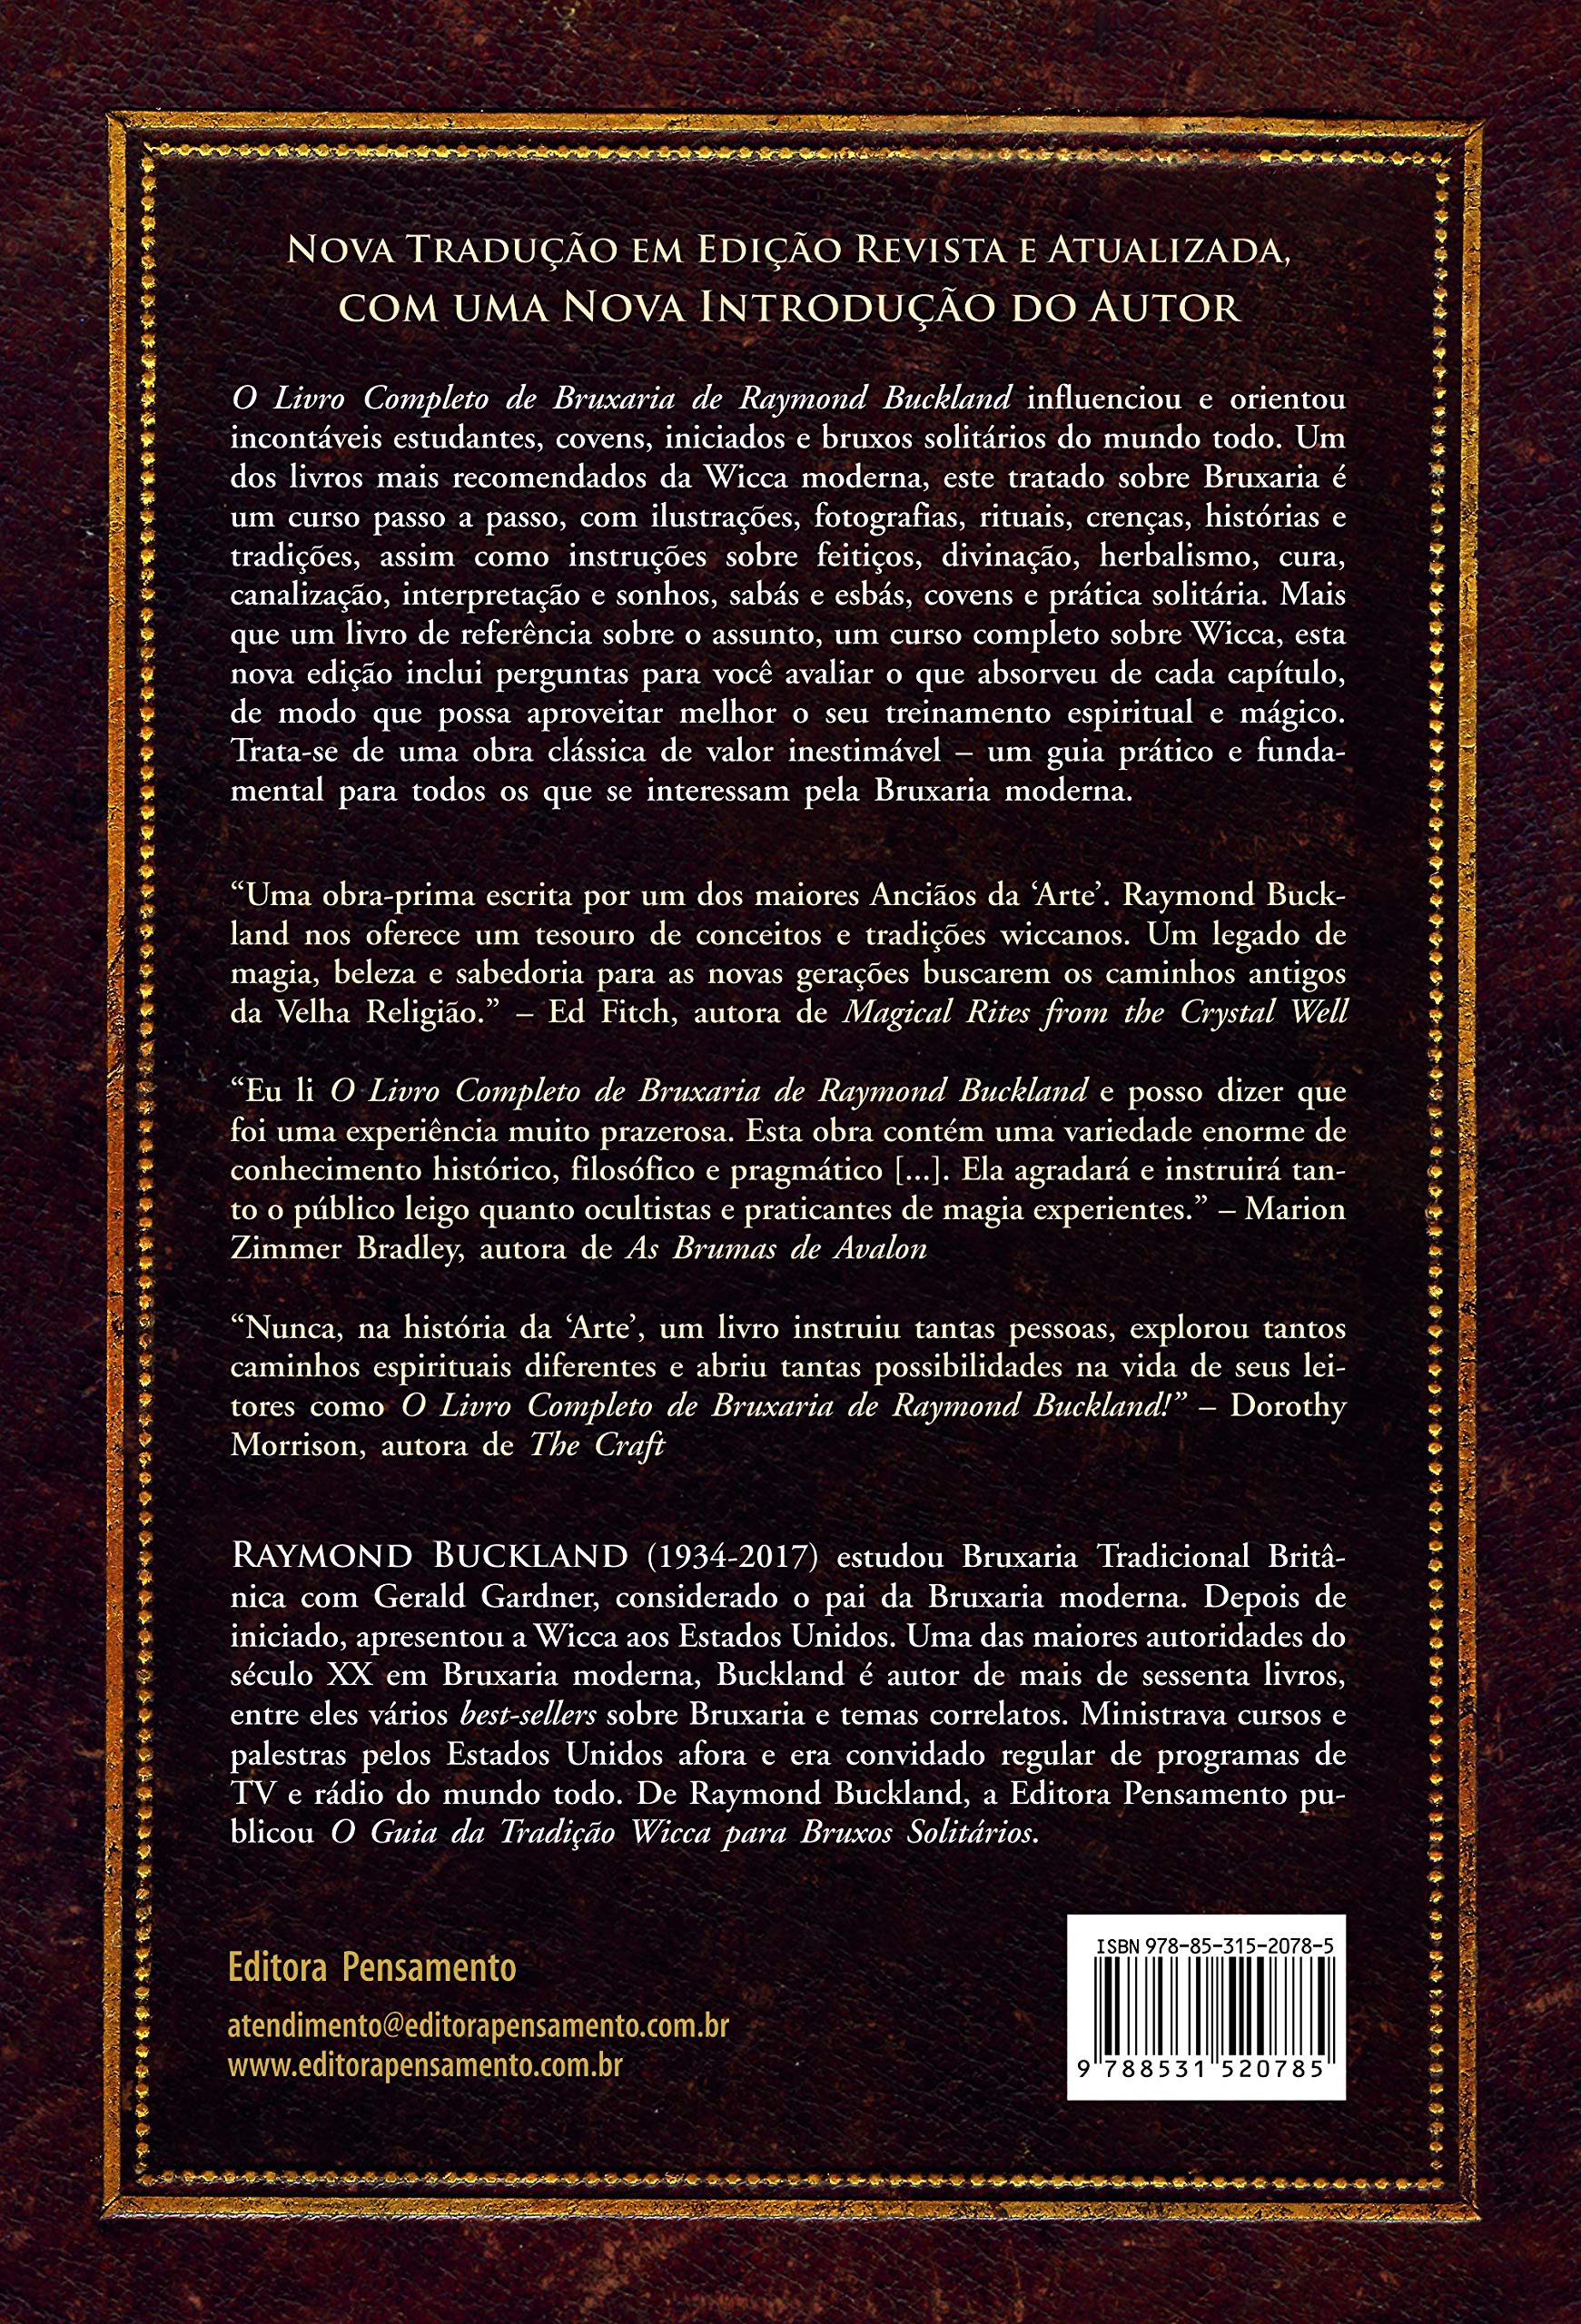 Nova Tradução em Edição Revista e Atualizada,
com uma Nova Introdução do Autor
O Livro Completo de Bruxaria de Raymond Buckland influenciou e orientou
incontáveis estudantes, covens, iniciados e bruxos solitários do mundo todo. Um
dos livros mais recomendados da Wicca moderna, este tratado sobre Bruxaria é
um curso passo a passo, com ilustrações, fotografias, rituais, crenças, histórias e
tradições, assim como instruções sobre feitiços, divinação, herbalismo, cura,
canalização, interpretação e sonhos, sabás e esbás, covens e prática solitária. Mais
que um livro de referência sobre o assunto, um curso completo sobre Wicca, esta
nova edição inclui perguntas para você avaliar o que absorveu de cada capítulo,
de modo que possa aproveitar melhor o seu treinamento espiritual e mágico.
Trata-se de uma obra clássica de valor inestimável – um guia prático e funda-
mental para todos os que se interessam pela Bruxaria moderna.
“Uma obra-prima escrita por um dos maiores Anciãos da ‘Arte’. Raymond Buck-
land nos oferece um tesouro de conceitos e tradições wiccanos. Um legado de
magia, beleza e sabedoria para as novas gerações buscarem os caminhos antigos
da Velha Religião.” – Ed Fitch, autora de Magical Rites from the Crystal Well
“Eu li O Livro Completo de Bruxaria de Raymond Buckland e posso dizer que
foi uma experiência muito prazerosa. Esta obra contém uma variedade enorme de
conhecimento histórico, filosófico e pragmático [...]. Ela agradará e instruirá tan-
to o público leigo quanto ocultistas e praticantes de magia experientes.” – Marion
Zimmer Bradley, autora de As Brumas de Avalon
“Nunca, na história da ‘Arte’, um livro instruiu tantas pessoas, explorou tantos
caminhos espirituais diferentes e abriu tantas possibilidades na vida de seus lei-
tores como O Livro Completo de Bruxaria de Raymond Buckland!” – Dorothy
Morrison, autora de The Craft
Raymond Buckland (1934-2017) estudou Bruxaria Tradicional Britâ-
nica com Gerald Gardner, considerado o pai da Bruxaria moderna. Depois de
iniciado, apresentou a Wicca aos Estados Unidos. Uma das maiores autoridades do
século XX em Bruxaria moderna, Buckland é autor de mais de sessenta livros,
entre eles vários best-sellers sobre Bruxaria e temas correlatos. Ministrava cursos e
palestras pelos Estados Unidos afora e era convidado regular de programas de
TV e rádio do mundo todo. De Raymond Buckland, a Editora Pensamento pu-
blicou O Guia da Tradição Wicca para Bruxos Solitários.
Editora Pensamento
atendimento@editorapensamento.com.br
www.editorapensamento.com.br
ISBN 978-85-315-2078-5
9 788531 520785